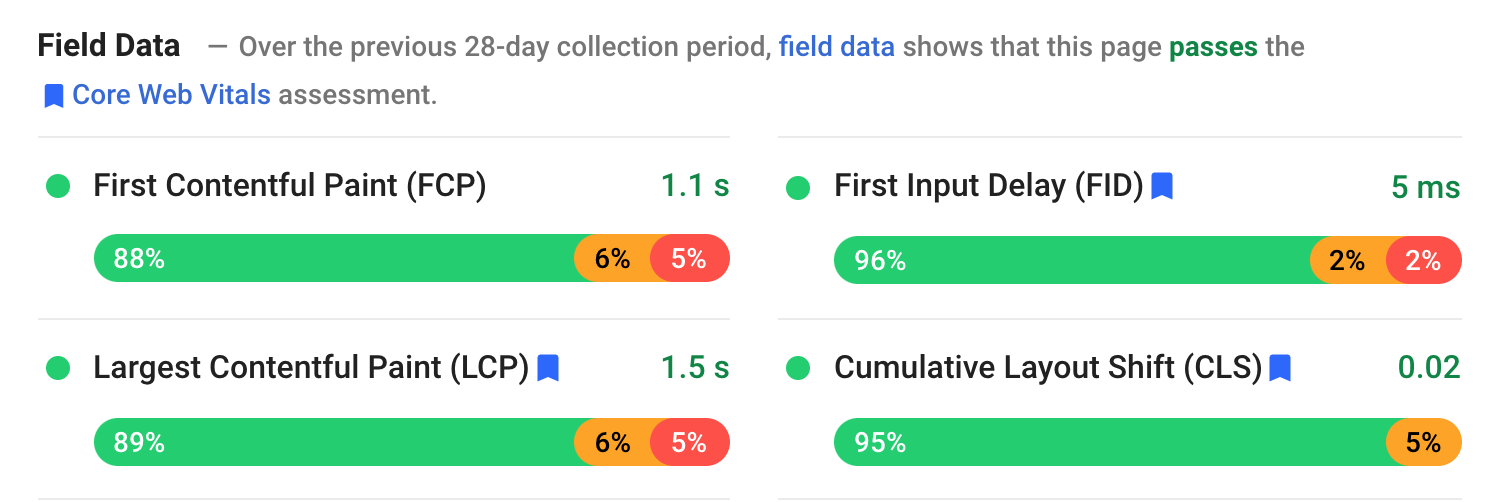 Field Data — Over the previous 28-day collection period, field data shows that this page passes the
Core Web Vitals assessment.
First Contentful Paint (FCP) 1.1 s
88% 6% 5%
First Input Delay (FID) 5 ms
96% 2% 2%
Largest Contentful Paint (LCP) 1.5 s
89% 6% 5%
Cumulative Layout Shift (CLS) 0.02
95% 5%